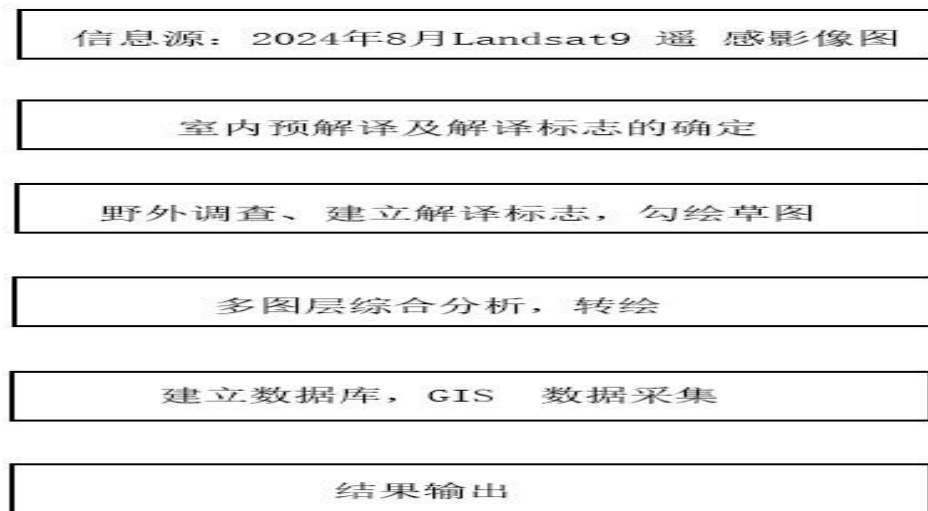 信息源：2024年8月Landsat9 遥 感影像图
室内预解译及解译标志的确定
野外调查、建立解译标志，勾绘草图
多图层综合分析，转绘
建立数据库，GIS 数据采集
结果输出